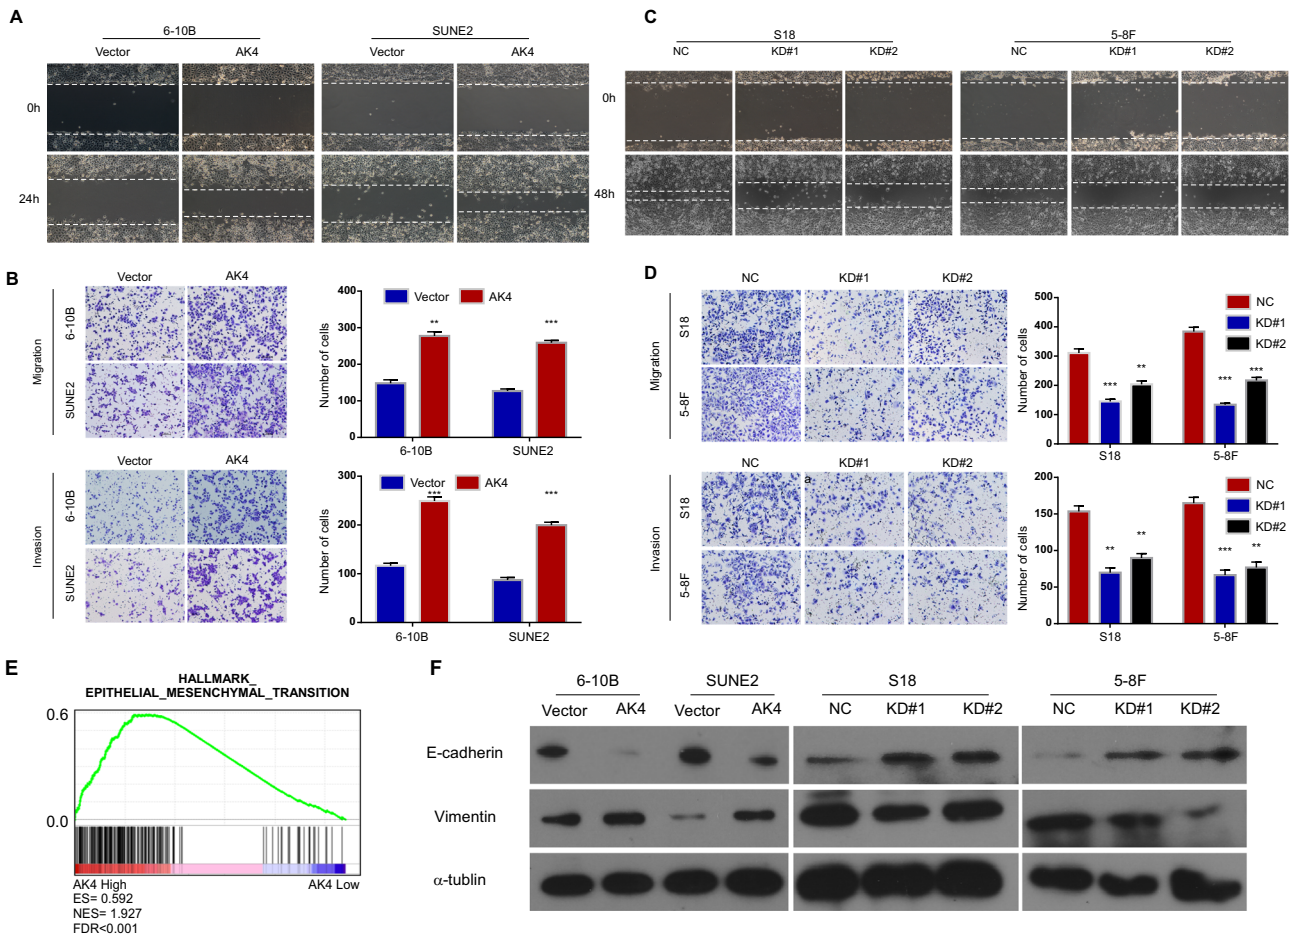 A
6-10B
SUNE2
Vector
AK4
Vector
AK4
0h
24h
C
S18
5-8F
NC
KD#1
KD#2
NC
KD#1
KD#2
0h
48h
B
Vector
AK4
Migration
6-10B
SUNE2
Vector
AK4
Invasion
6-10B
SUNE2
Number of cells
400
300
200
100
0
Vector
AK4
**
***
6-10B
SUNE2
Number of cells
300
200
100
0
Vector
AK4
***
***
6-10B
SUNE2
D
NC
KD#1
KD#2
Migration
S18
5-8F
NC
KD#1
KD#2
Invasion
S18
5-8F
a
Number of cells
500
400
300
200
100
0
NC
KD#1
KD#2
***
**
***
***
S18
5-8F
Number of cells
200
150
100
50
0
NC
KD#1
KD#2
**
**
***
**
S18
5-8F
E
HALLMARK_
EPITHELIAL_MESENCHYMAL_TRANSITION
0.6
0.0
AK4 High
AK4 Low
ES= 0.592
NES= 1.927
FDR<0.001
F
6-10B
SUNE2
S18
5-8F
Vector
AK4
Vector
AK4
NC
KD#1
KD#2
NC
KD#1
KD#2
E-cadherin
Vimentin
α-tublin